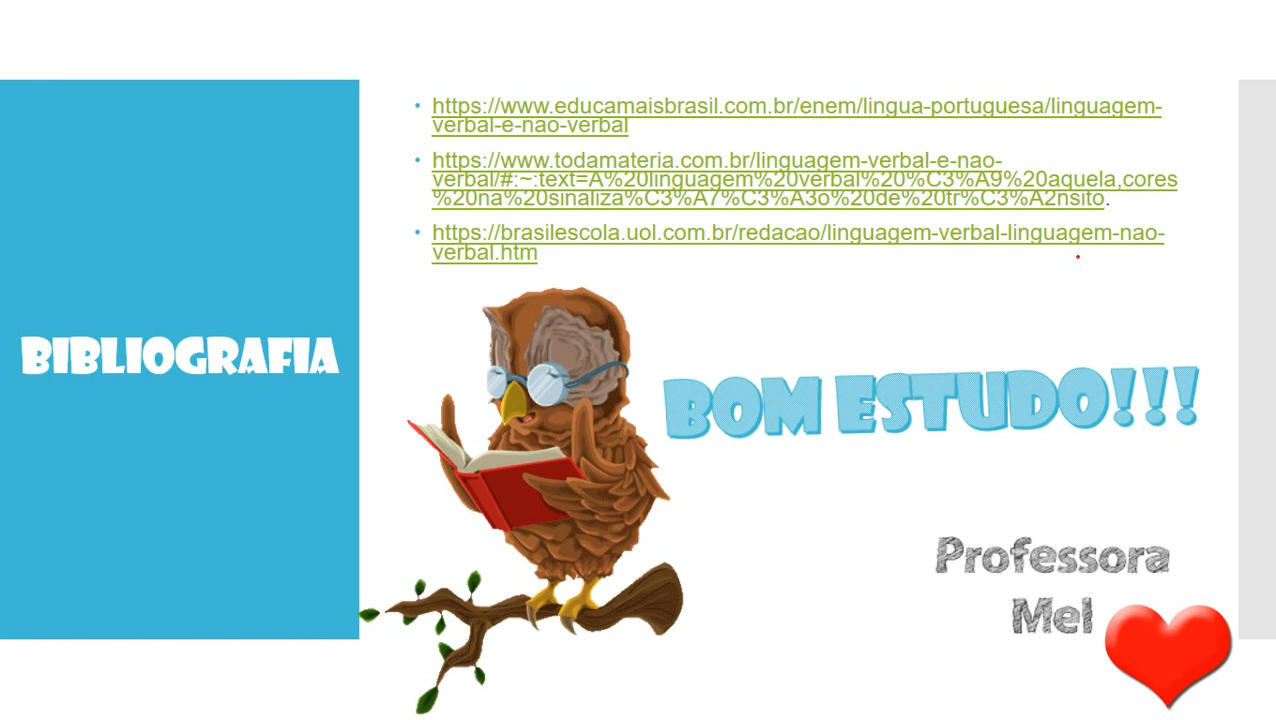 BIBLIOGRAFIA
https://www.educamaisbrasil.com.br/enem/lingua-portuguesa/linguagem-
verbal-e-nao-verbal
https://www.todamateria.com.br/linguagem-verbal-e-nao-
verbal/#:~:text=A%20linguagem%20verbal%20%C3%A9%20aquela,cores
%20na%20sinaliza%C3%A7%C3%A3o%20de%20tr%C3%A2nsito.
https://brasilescola.uol.com.br/redacao/linguagem-verbal-linguagem-nao-
verbal.htm
BOM ESTUDO!!!
Professora
Mel